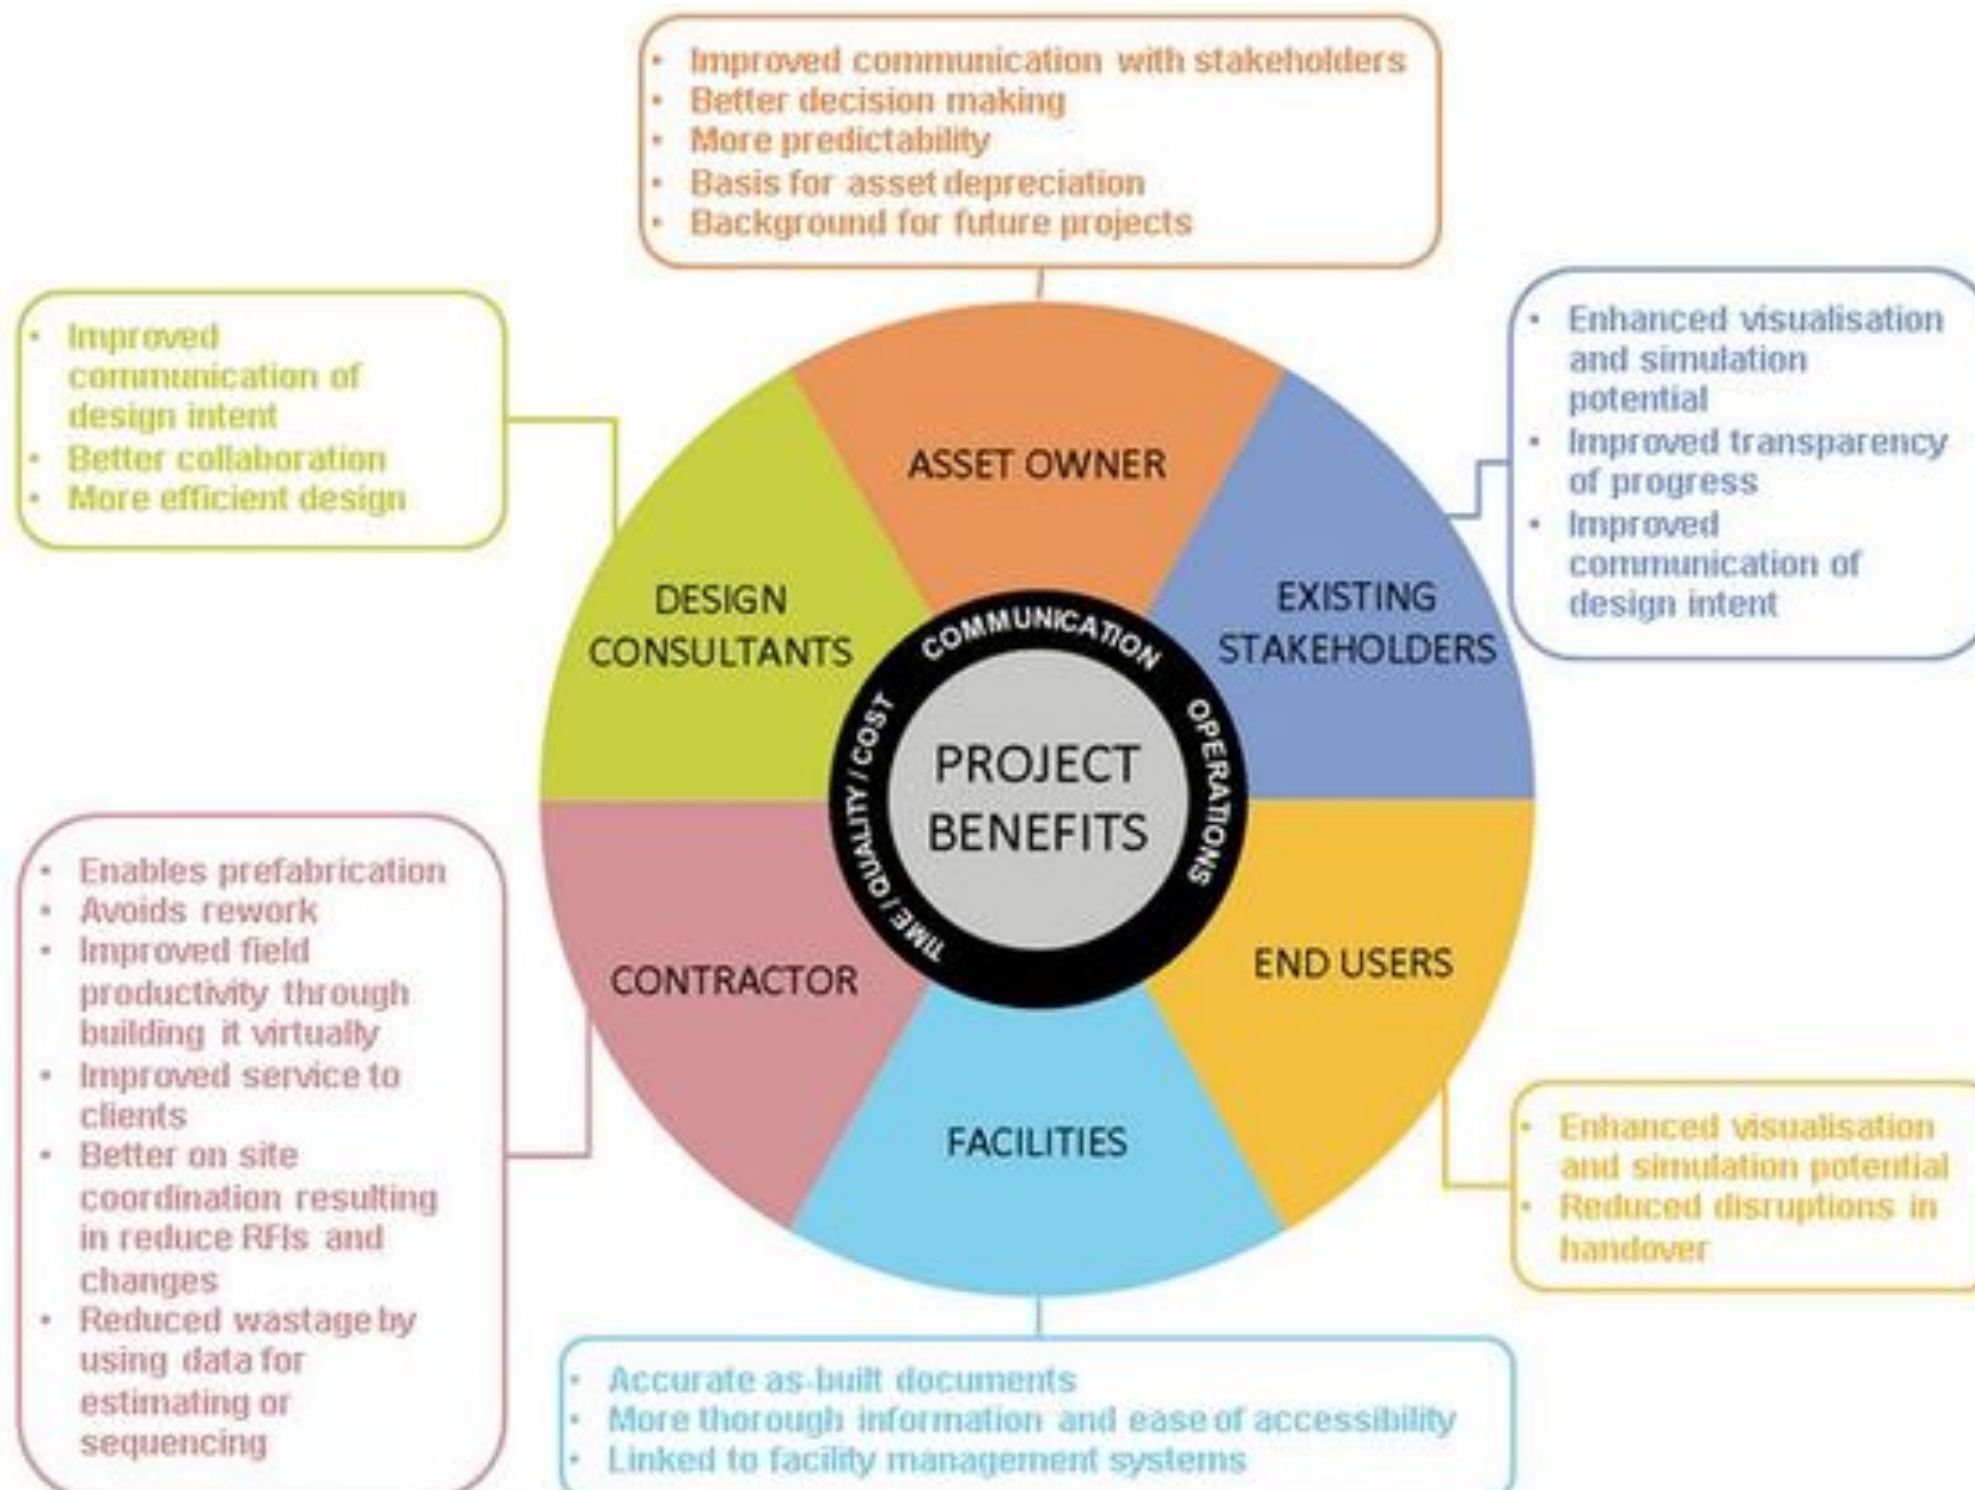 • Improved communication with stakeholders
• Better decision making
• More predictability
• Basis for asset depreciation
• Background for future projects
• Improved
communication of
design intent
• Better collaboration
• More efficient design
• Enhanced visualisation
and simulation
potential
• Improved transparency
of progress
• Improved
communication of
design intent
ASSET OWNER
DESIGN
CONSULTANTS
EXISTING
STAKEHOLDERS
COMMUNICATION
OPERATIONS
TIME / QUALITY / COST
PROJECT
BENEFITS
CONTRACTOR
END USERS
FACILITIES
• Enables prefabrication
• Avoids rework
• Improved field
productivity through
building it virtually
• Improved service to
clients
• Better on site
coordination resulting
in reduce RFIs and
changes
• Reduced wastage by
using data for
estimating or
sequencing
• Enhanced visualisation
and simulation potential
• Reduced disruptions in
handover
• Accurate as-built documents
• More thorough information and ease of accessibility
• Linked to facility management systems